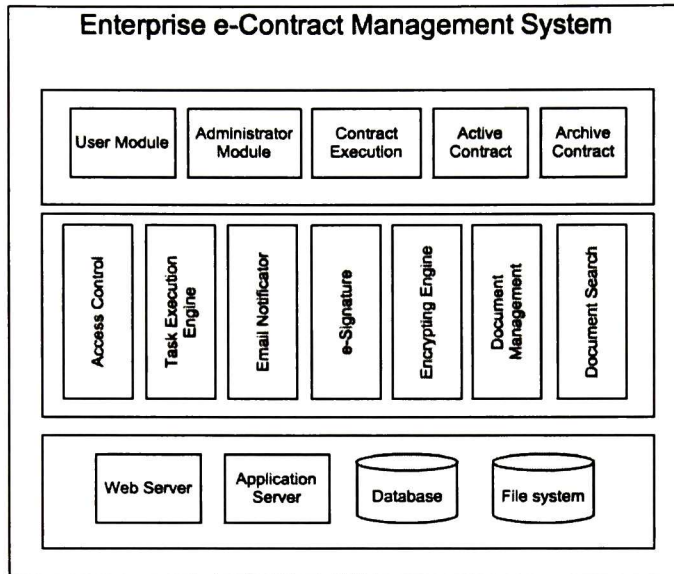 Enterprise e-Contract Management System
User Module
Administrator
Module
Contract
Execution
Active
Contract
Archive
Contract
Access Control
Task Execution
Engine
Email Notificator
e-Signature
Encrypting Engine
Document
Management
Document Search
Web Server
Application
Server
Database
File system